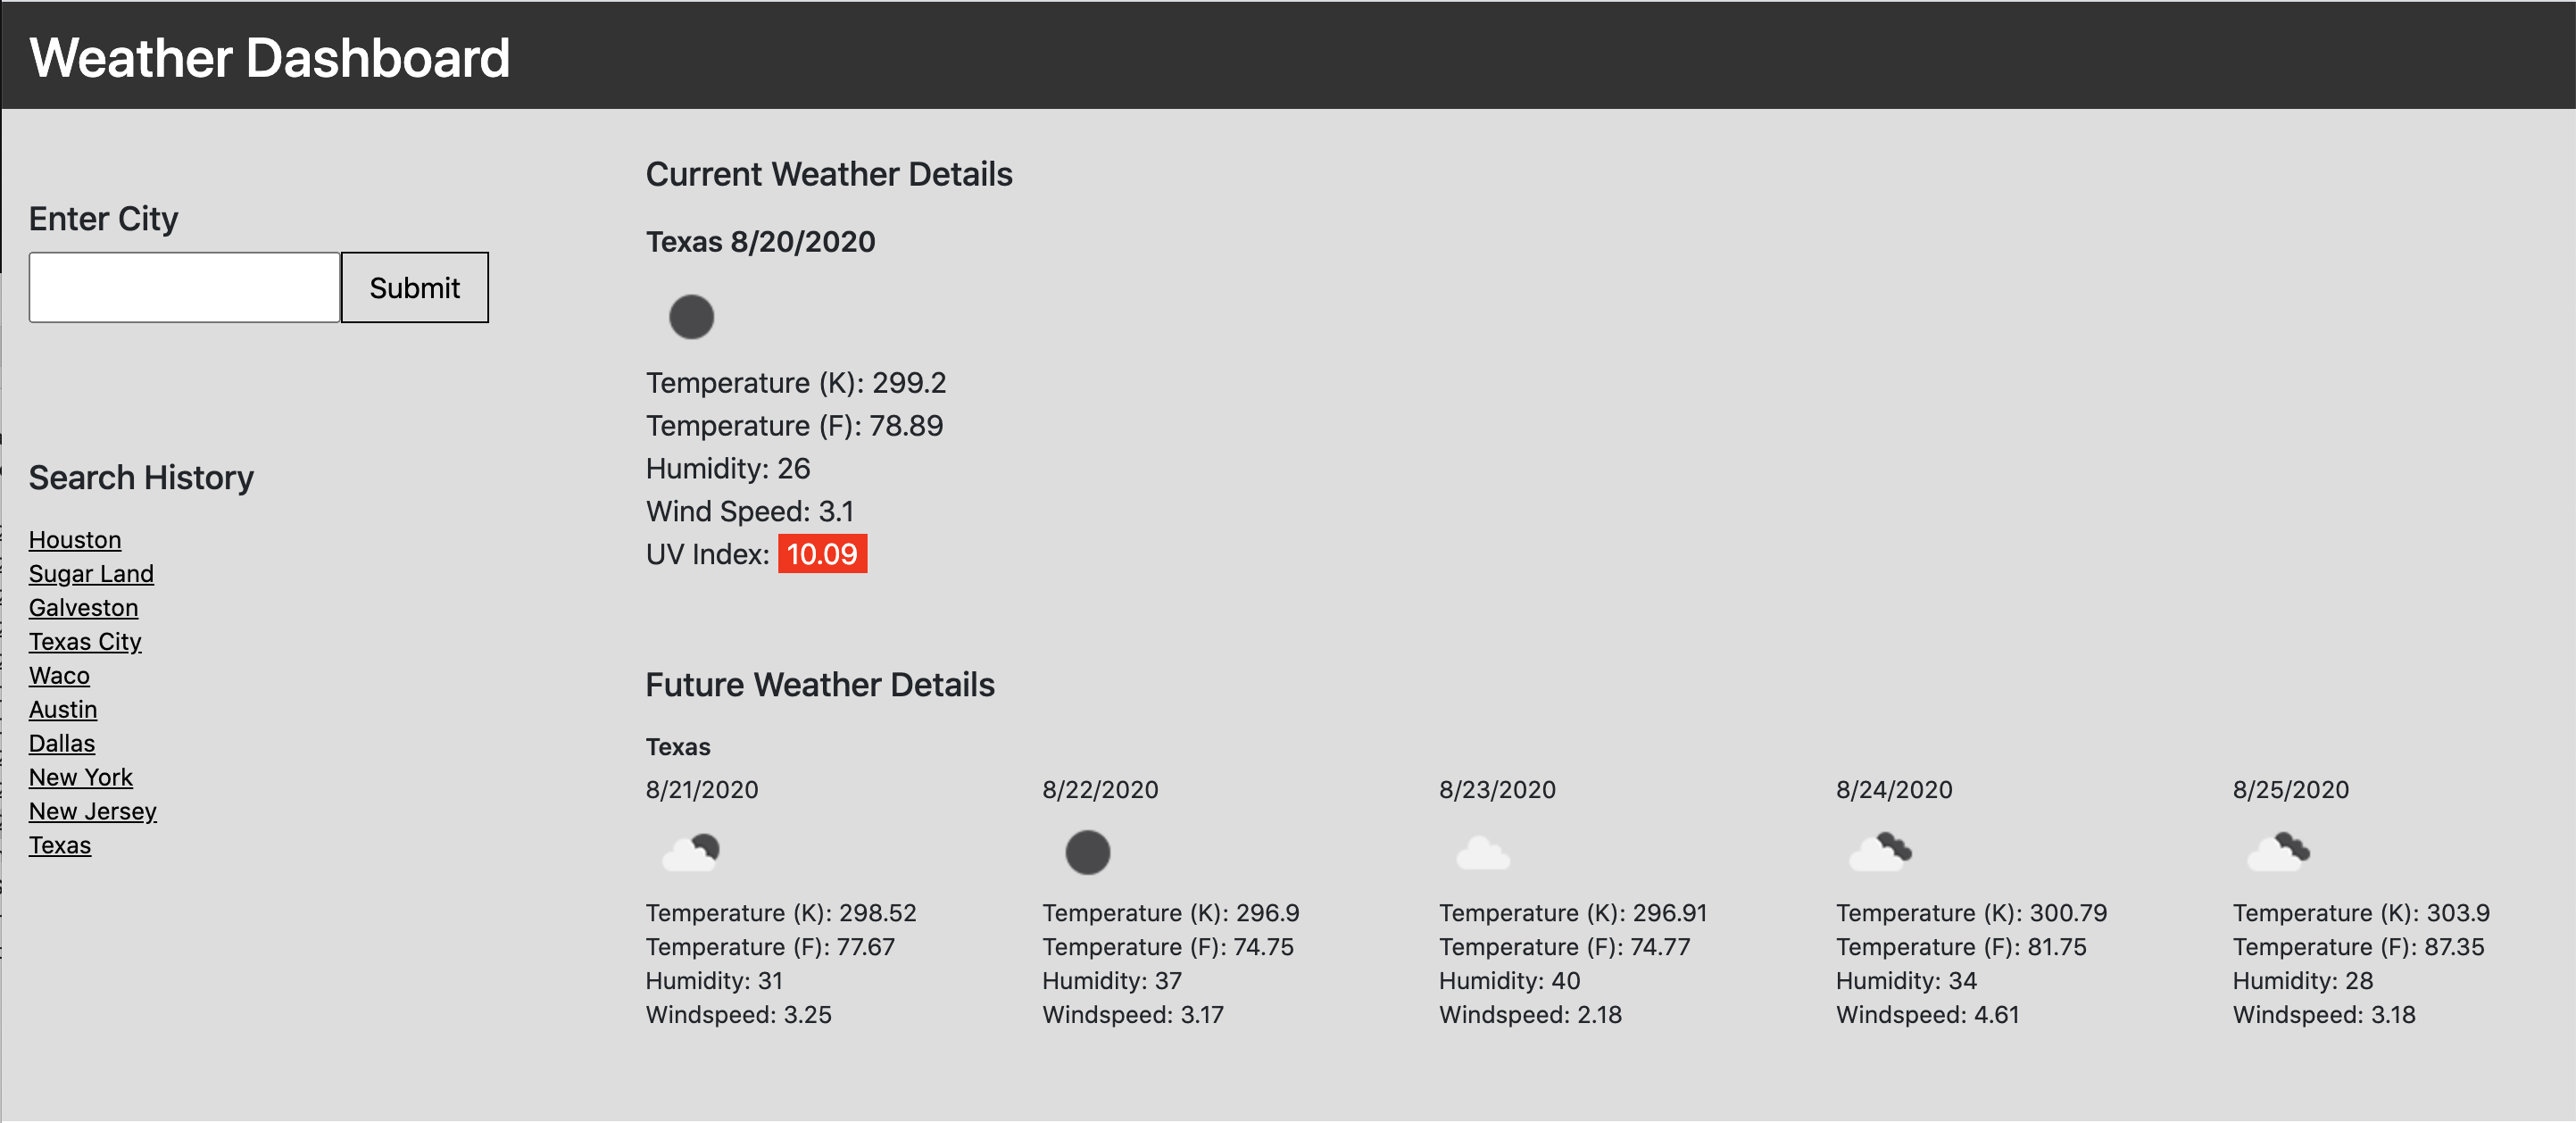 Weather Dashboard
Enter City
Submit
Search History
Houston
Sugar Land
Galveston
Texas City
Waco
Austin
Dallas
New York
New Jersey
Texas
Current Weather Details
Texas 8/20/2020
Temperature (K): 299.2
Temperature (F): 78.89
Humidity: 26
Wind Speed: 3.1
UV Index: 10.09
Future Weather Details
Texas
8/21/2020
Temperature (K): 298.52
Temperature (F): 77.67
Humidity: 31
Windspeed: 3.25
8/22/2020
Temperature (K): 296.9
Temperature (F): 74.75
Humidity: 37
Windspeed: 3.17
8/23/2020
Temperature (K): 296.91
Temperature (F): 74.77
Humidity: 40
Windspeed: 2.18
8/24/2020
Temperature (K): 300.79
Temperature (F): 81.75
Humidity: 34
Windspeed: 4.61
8/25/2020
Temperature (K): 303.9
Temperature (F): 87.35
Humidity: 28
Windspeed: 3.18